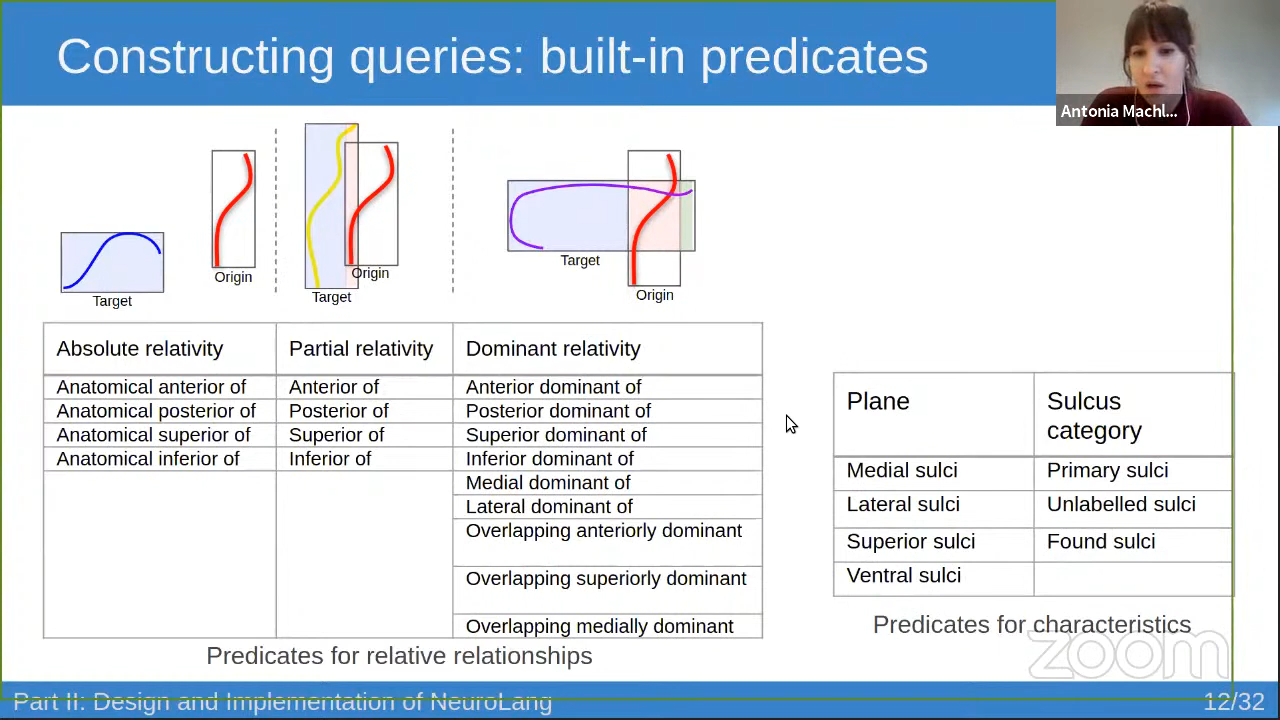 Constructing queries: built-in predicates
Antonia Machl...
Origin
Target
Origin
Target
Target
Origin
Absolute relativity
Partial relativity
Dominant relativity
Anatomical anterior of
Anterior of
Anterior dominant of
Anatomical posterior of
Posterior of
Posterior dominant of
Anatomical superior of
Superior of
Superior dominant of
Anatomical inferior of
Inferior of
Inferior dominant of
Medial dominant of
Lateral dominant of
Overlapping anteriorly dominant
Overlapping superiorly dominant
Overlapping medially dominant
Predicates for relative relationships
Plane
Sulcus
category
Medial sulci
Primary sulci
Lateral sulci
Unlabelled sulci
Superior sulci
Found sulci
Ventral sulci
Predicates for characteristics
zoom
Part II: Design and Implementation of NeuroLang
12/32